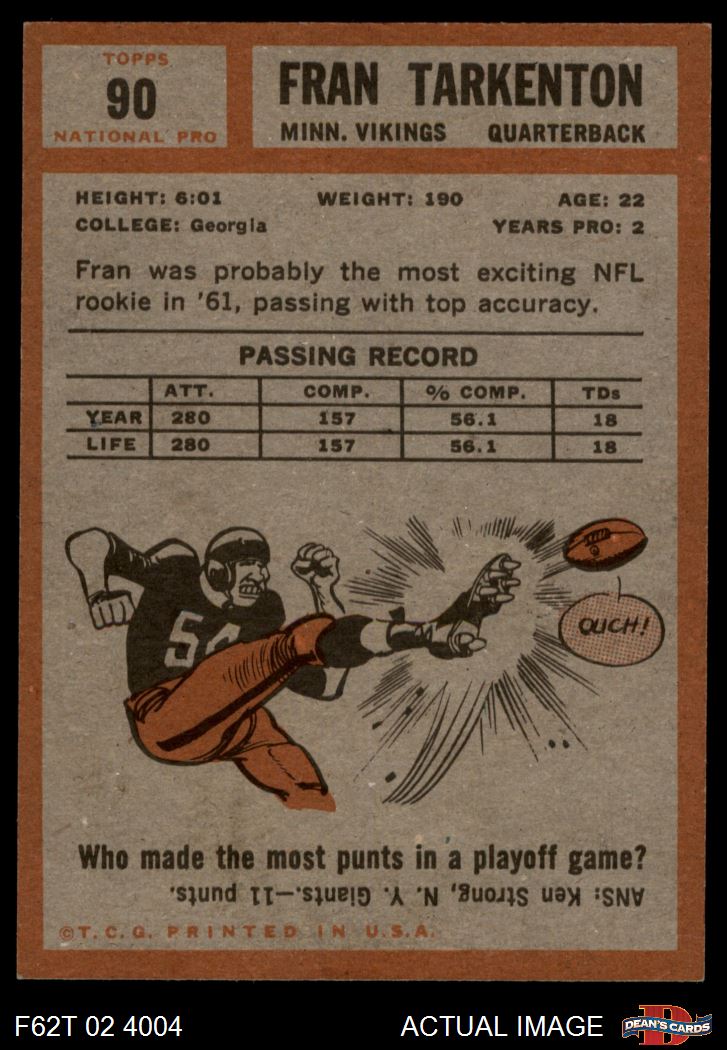 TOPPS
90
NATIONAL PRO
FRAN TARKENTON
MINN. VIKINGS QUARTERBACK
HEIGHT: 6:01 WEIGHT: 190 AGE: 22
COLLEGE: Georgia YEARS PRO: 2
Fran was probably the most exciting NFL
rookie in '61, passing with top accuracy.
PASSING RECORD
ATT. COMP. % COMP. TDs
YEAR 280 157 56.1 18
LIFE 280 157 56.1 18
54
OUCH!
Who made the most punts in a playoff game?
ANS: Ken Strong, N. Y. Giants.—11 punts.
©T.C.G. PRINTED IN U.S.A.
F62T 02 4004 ACTUAL IMAGE
D
DEAN'S CARDS